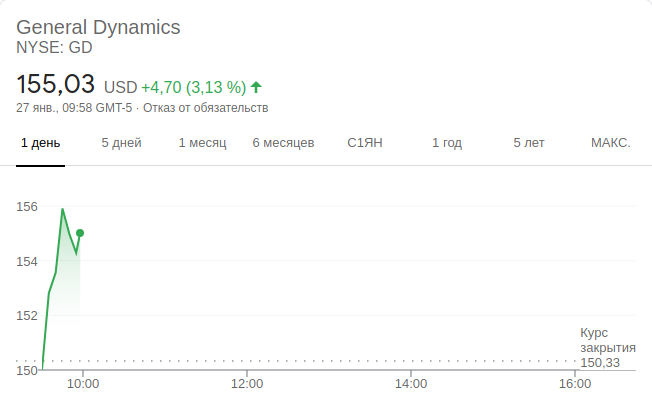 General Dynamics
NYSE: GD
155,03 USD +4,70 (3,13 %)
27 янв., 09:58 GMT-5 · Отказ от обязательств
1 день 5 дней 1 месяц 6 месяцев С1ЯН 1 год 5 лет МАКС.
156
154
152
Курс
закрытия
150,33
150
10:00 12:00 14:00 16:00